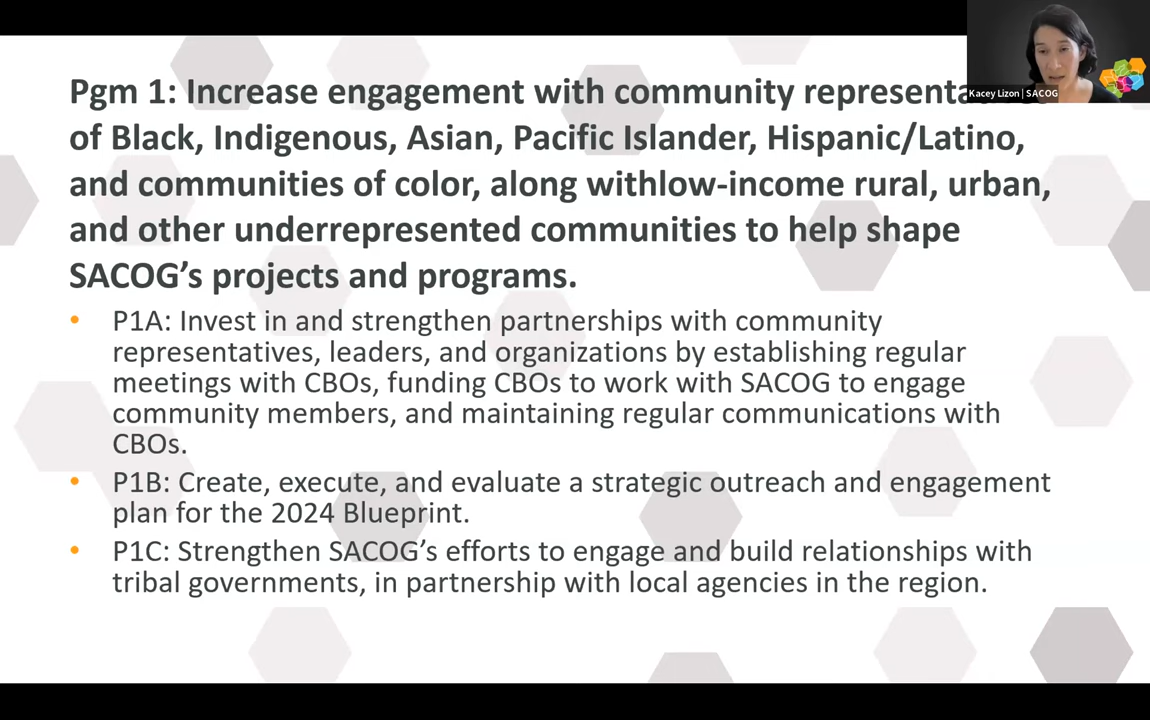 Pgm 1: Increase engagement with community representa
of Black, Indigenous, Asian, Pacific Islander, Hispanic/Latino,
and communities of color, along withlow-income rural, urban,
and other underrepresented communities to help shape
SACOG’s projects and programs.
• P1A: Invest in and strengthen partnerships with community
representatives, leaders, and organizations by establishing regular
meetings with CBOs, funding CBOs to work with SACOG to engage
community members, and maintaining regular communications with
CBOs.
• P1B: Create, execute, and evaluate a strategic outreach and engagement
plan for the 2024 Blueprint.
• P1C: Strengthen SACOG’s efforts to engage and build relationships with
tribal governments, in partnership with local agencies in the region.
Kacey Lizon | SACOG